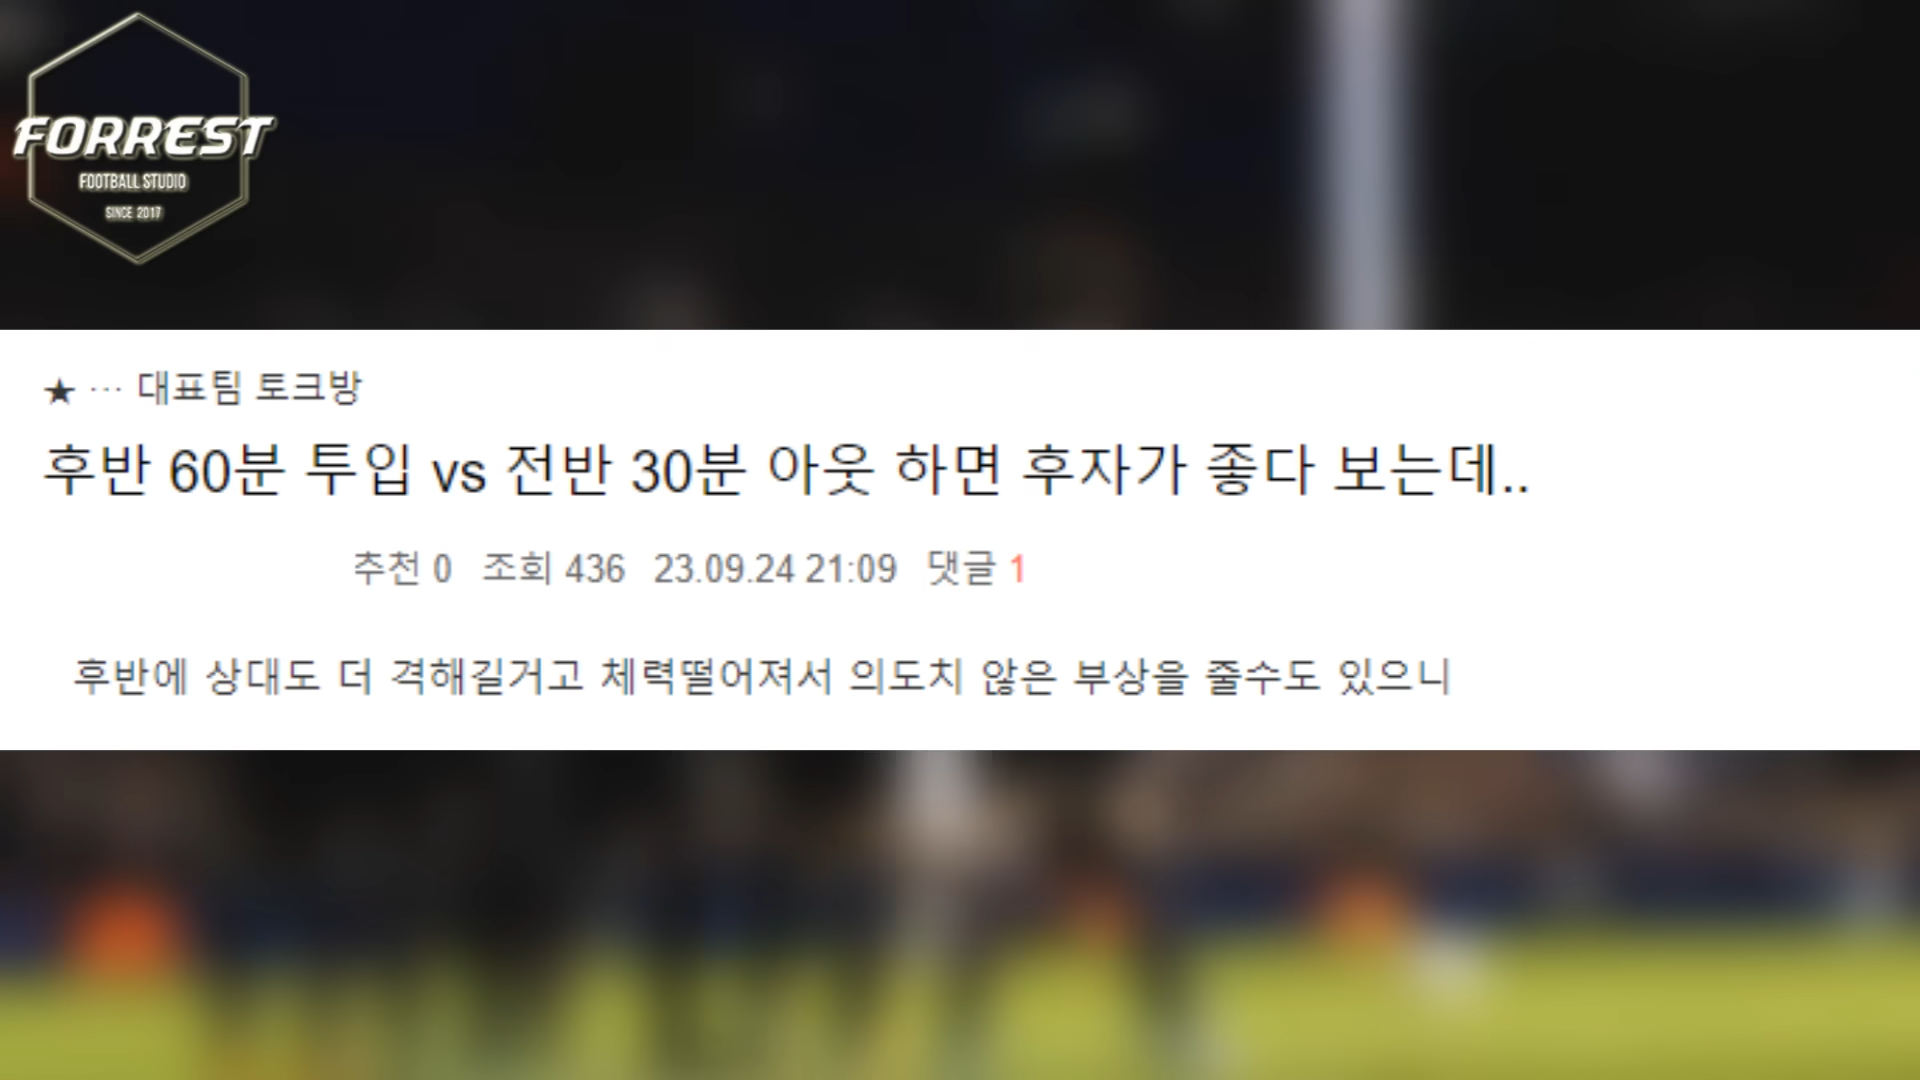 FORREST
FOOTBALL STUDIO
SINCE 2017
★ ··· 대표팀 토크방
후반 60분 투입 vs 전반 30분 아웃 하면 후자가 좋다 보는데..
추천 0 조회 436 23.09.24 21:09 댓글 1
후반에 상대도 더 격해길거고 체력떨어져서 의도치 않은 부상을 줄수도 있으니